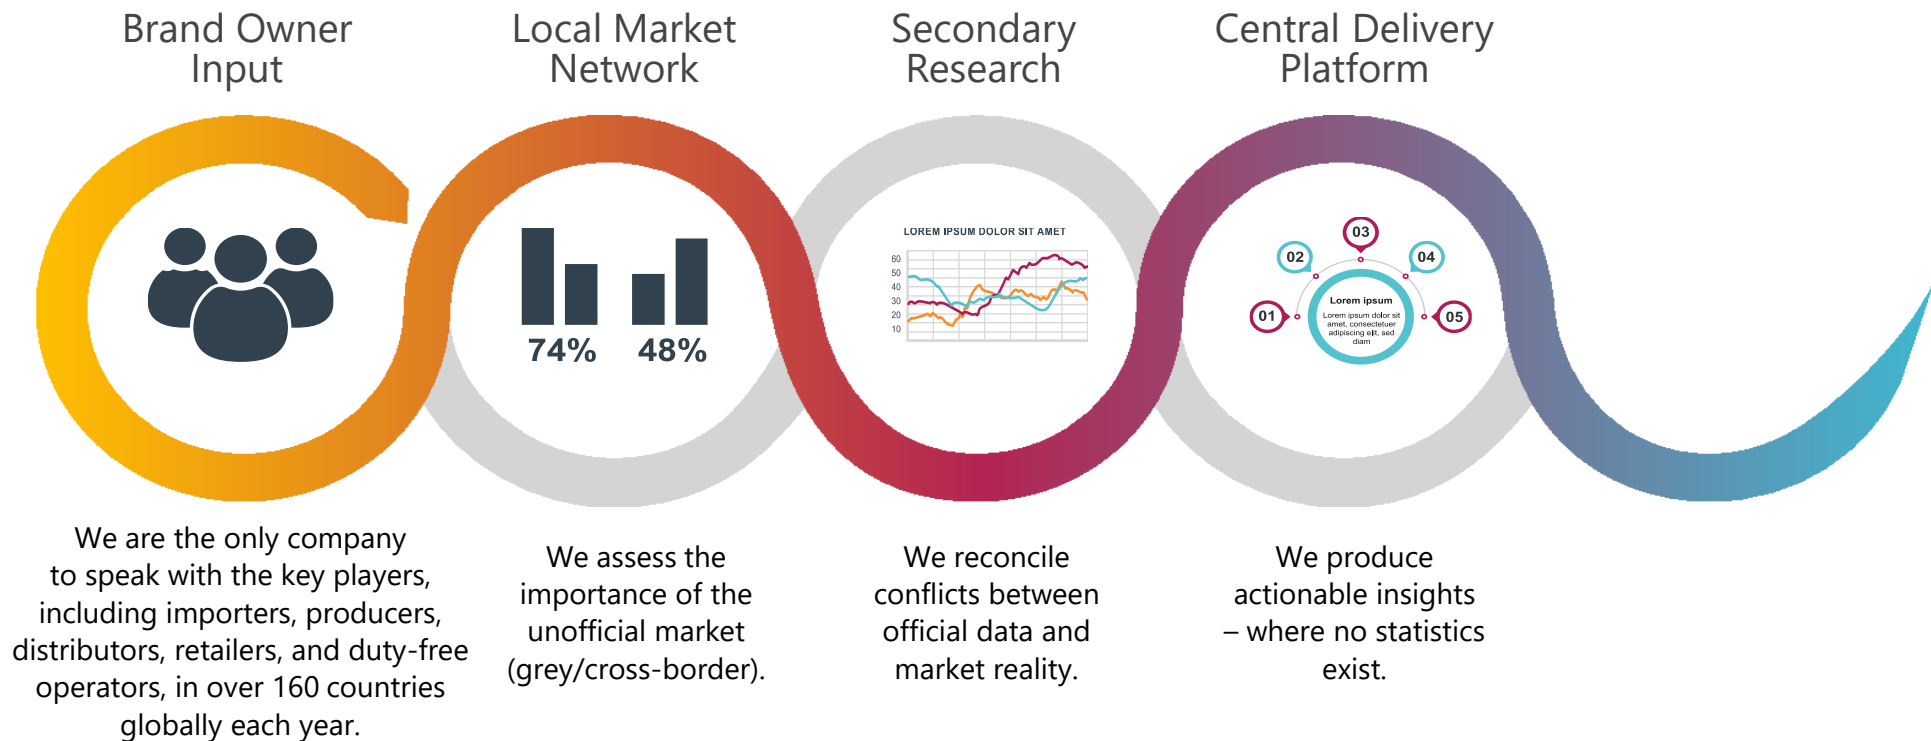 Brand Owner
Input
Local Market
Network
Secondary
Research
Central Delivery
Platform
74%
48%
LOREM IPSUM DOLOR SIT AMET
60
50
40
30
20
10
01
02
03
04
05
Lorem ipsum
Lorem ipsum dolor sit
amet, consectetuer
adipiscing elit, sed
diam
We are the only company
to speak with the key players,
including importers, producers,
distributors, retailers, and duty-free
operators, in over 160 countries
globally each year.
We assess the
importance of the
unofficial market
(grey/cross-border).
We reconcile
conflicts between
official data and
market reality.
We produce
actionable insights
– where no statistics
exist.